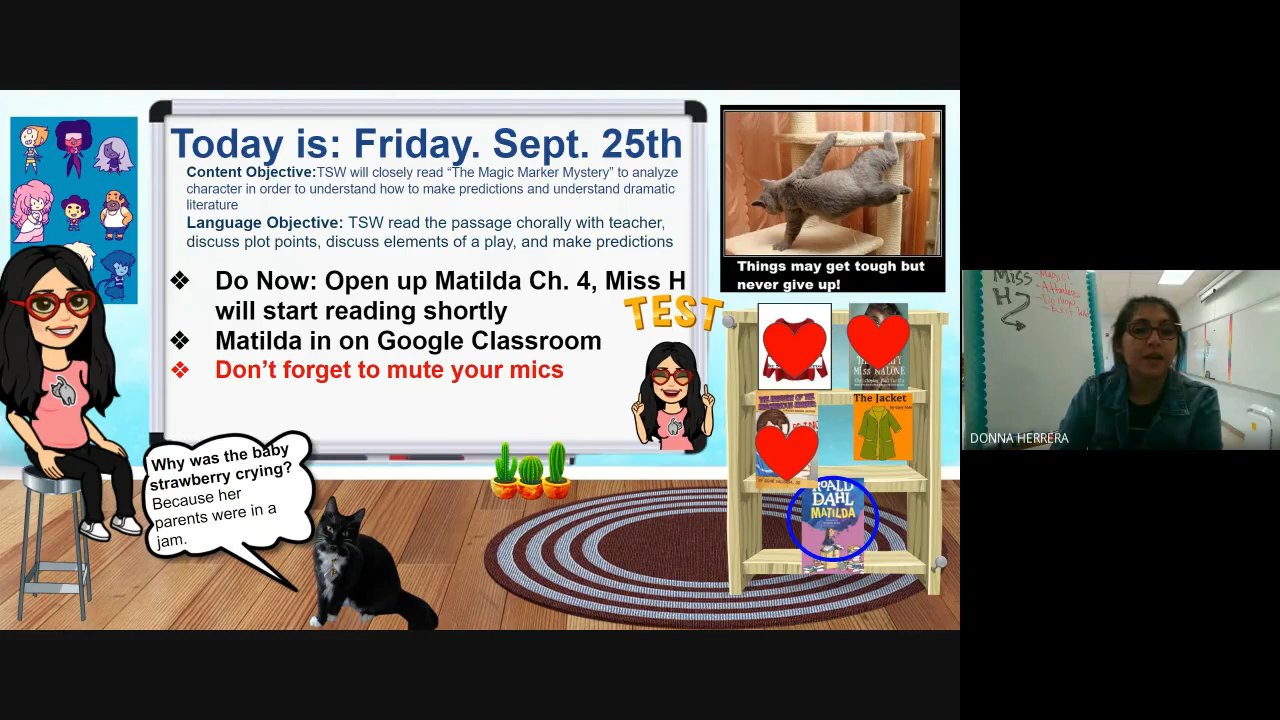 Today is: Friday. Sept. 25th
Content Objective:TSW will closely read “The Magic Marker Mystery” to analyze
character in order to understand how to make predictions and understand dramatic
literature
Language Objective: TSW read the passage chorally with teacher,
discuss plot points, discuss elements of a play, and make predictions
❖ Do Now: Open up Matilda Ch. 4, Miss H
will start reading shortly
❖ Matilda in on Google Classroom
❖ Don’t forget to mute your mics
TEST
Things may get tough but
never give up!
MISS MALONE
The Jacket
ROALD
DAHL
MATILDA
Why was the baby
strawberry crying?
Because her
parents were in a
jam.
Miss
H
DONNA HERRERA